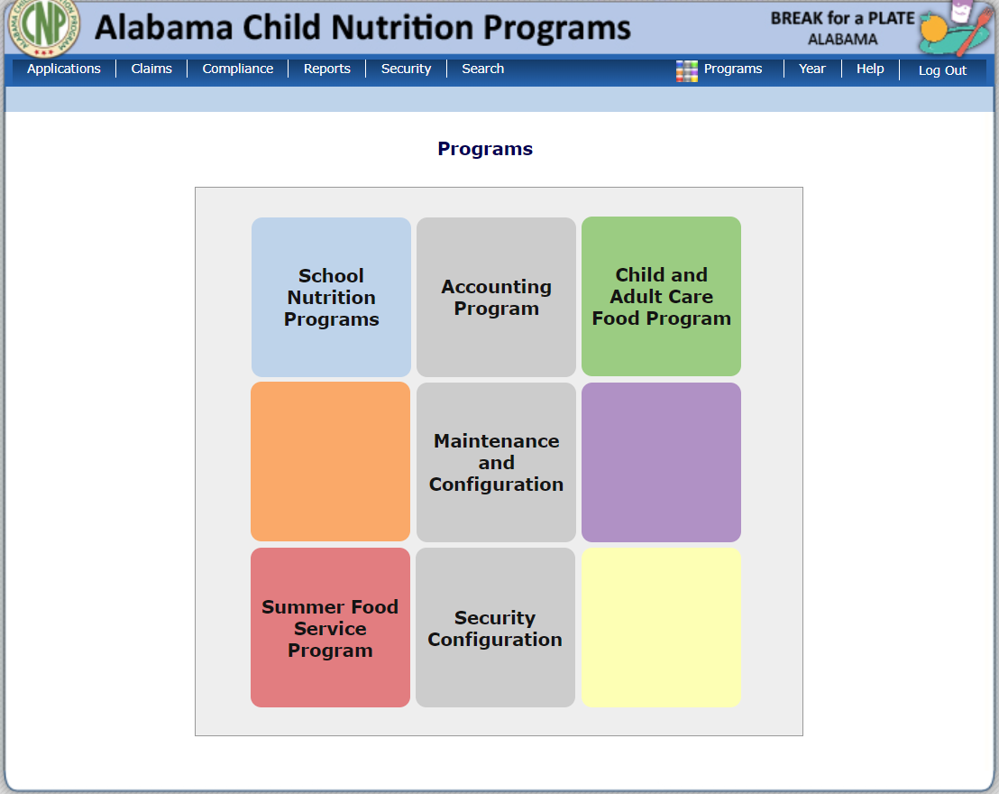 CNP
Alabama Child Nutrition Programs
BREAK for a PLATE
ALABAMA
Applications
Claims
Compliance
Reports
Security
Search
Programs
Year
Help
Log Out
Programs
School
Nutrition
Programs
Accounting
Program
Child and
Adult Care
Food Program
Maintenance
and
Configuration
Summer Food
Service
Program
Security
Configuration